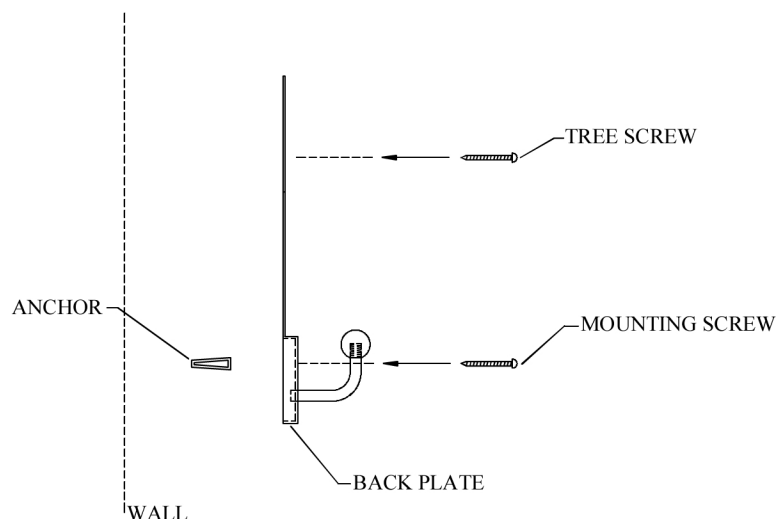 TREE SCREW
ANCHOR
MOUNTING SCREW
BACK PLATE
WALL